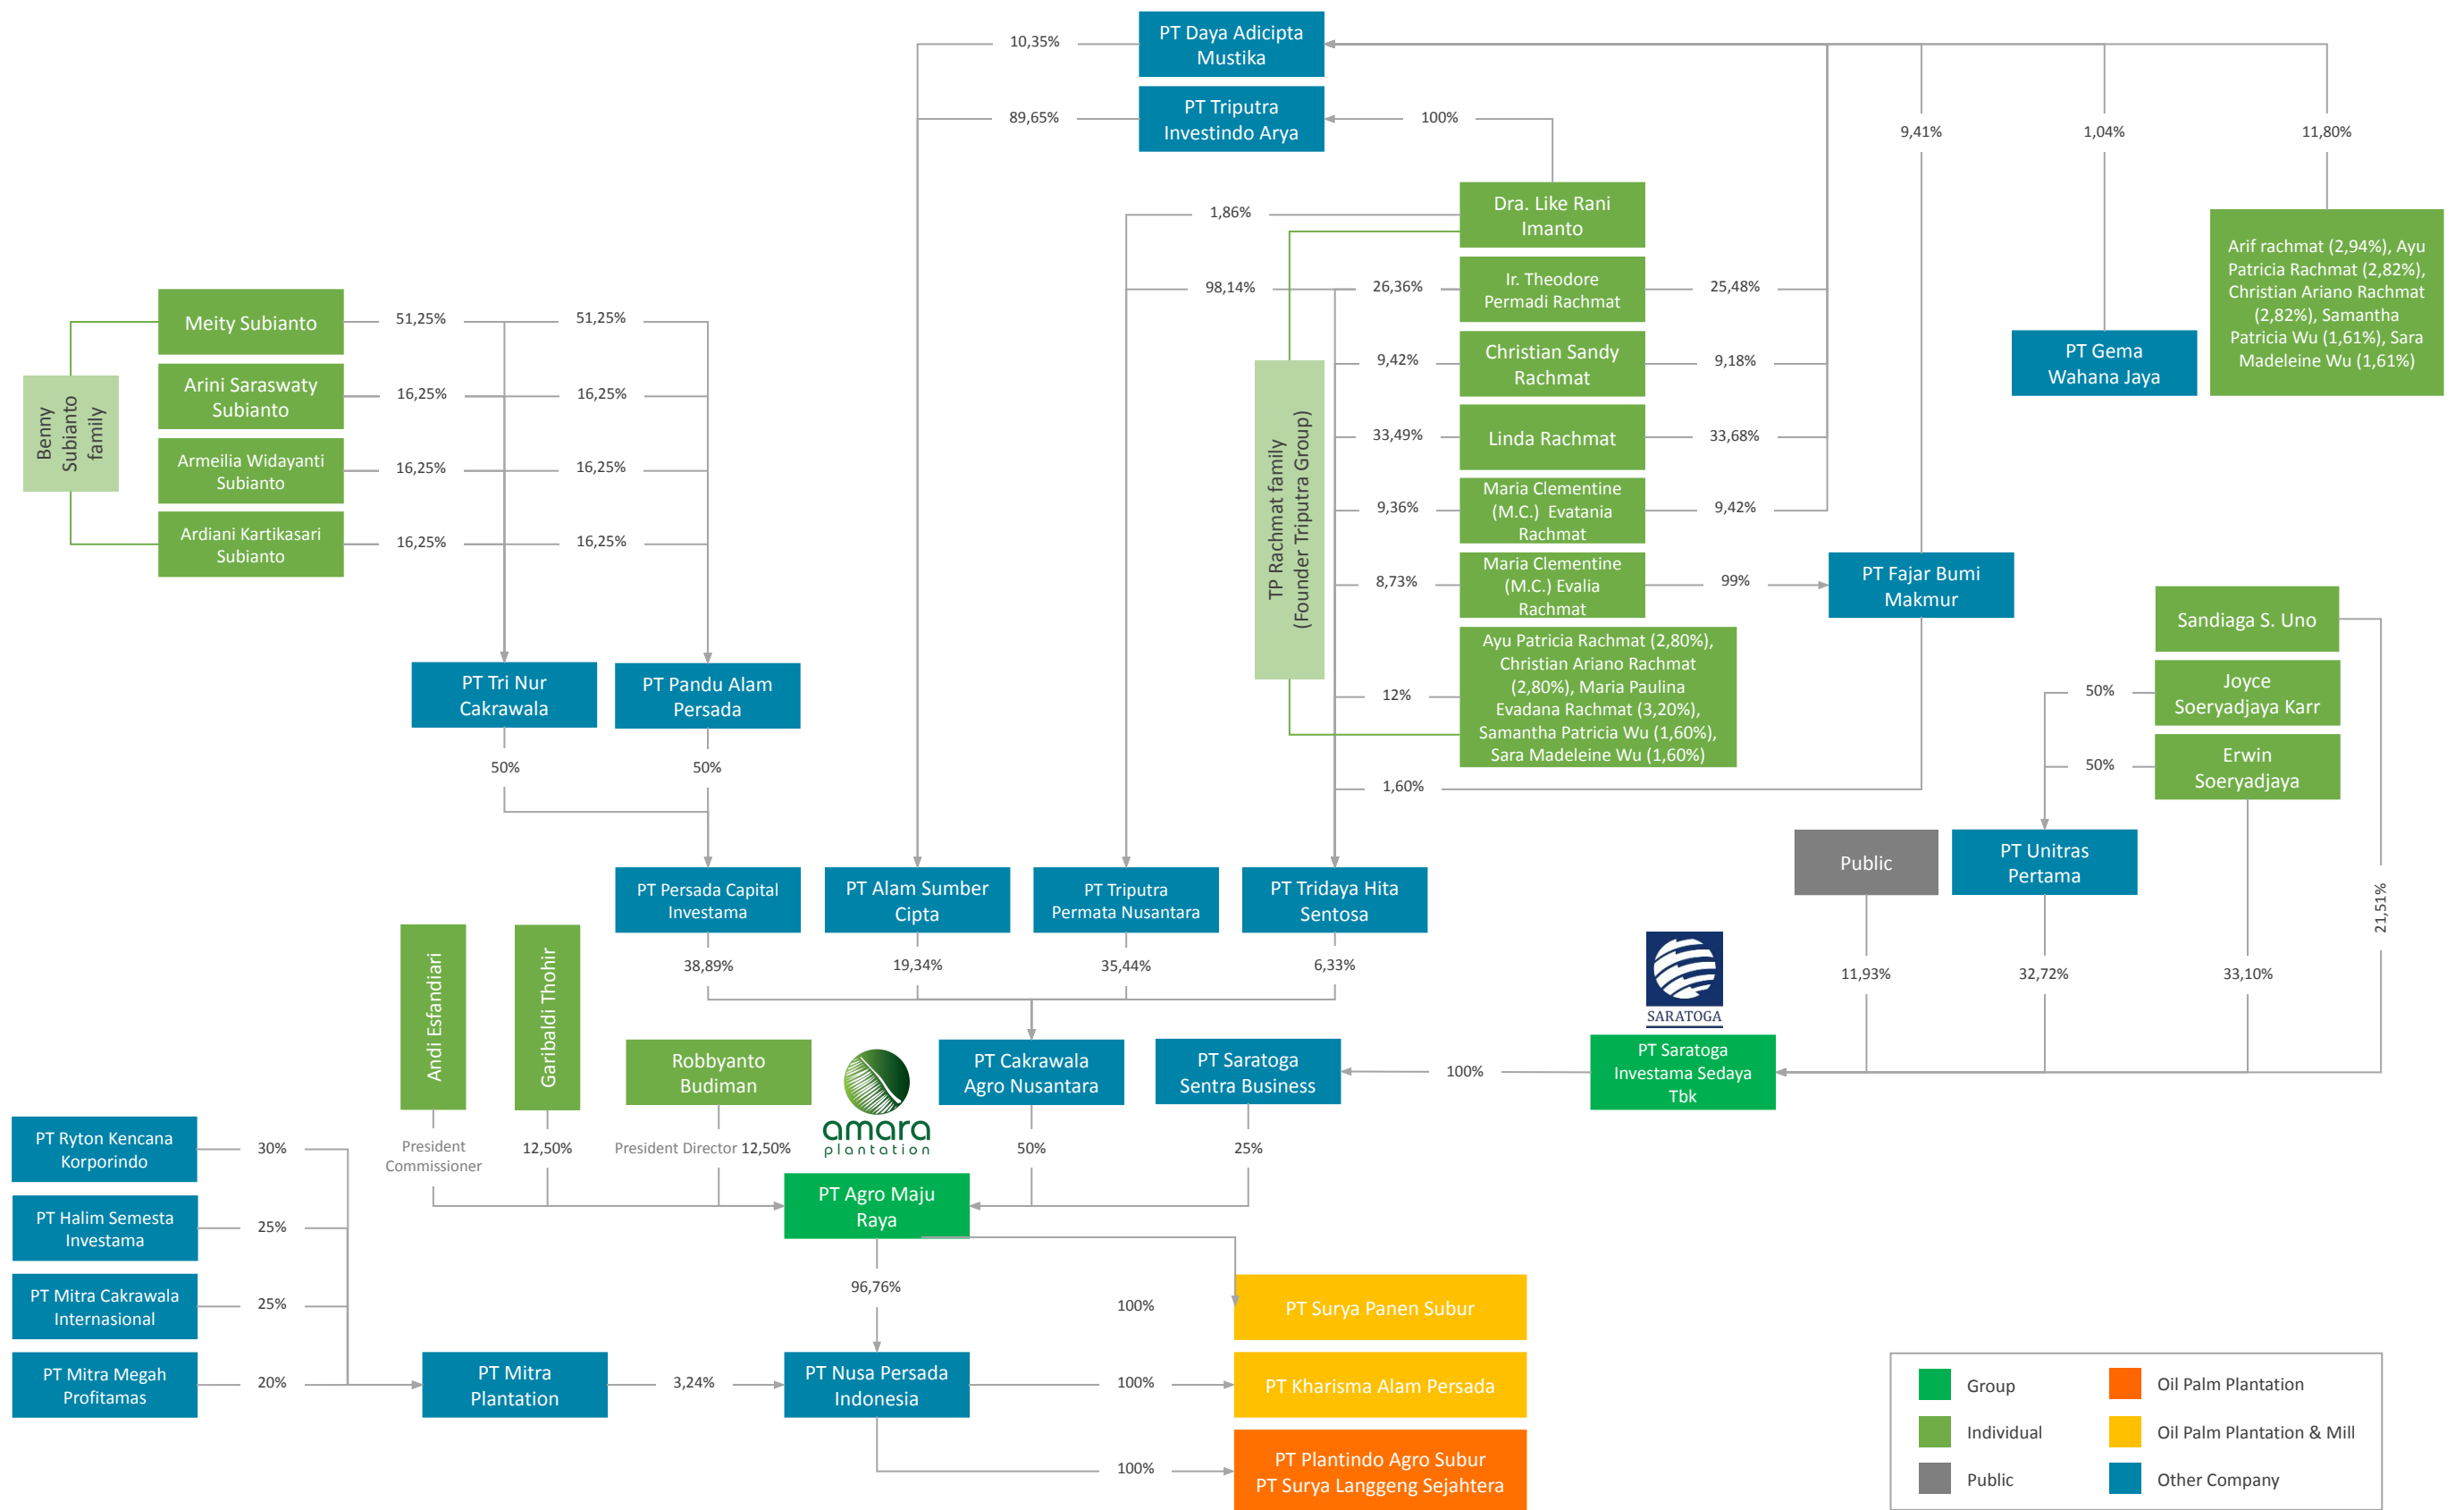 PT Daya Adicipta
Mustika
10,35%
PT Triputra
Investindo Arya
89,65%
100%
9,41%
1,04%
11,80%
Dra. Like Rani
Imanto
1,86%
Arif rachmat (2,94%), Ayu
Patricia Rachmat (2,82%),
Christian Ariano Rachmat
(2,82%), Samantha
Patricia Wu (1,61%), Sara
Madeleine Wu (1,61%)
Ir. Theodore
Permadi Rachmat
98,14%
26,36%
25,48%
Meity Subianto
51,25%
51,25%
Christian Sandy
Rachmat
9,42%
9,18%
PT Gema
Wahana Jaya
Arini Saraswaty
Subianto
16,25%
16,25%
Benny
Subianto
family
Linda Rachmat
33,49%
33,68%
Armeilia Widayanti
Subianto
16,25%
16,25%
TP Rachmat family
(Founder Triputra Group)
Maria Clementine
(M.C.) Evatania
Rachmat
9,36%
9,42%
Ardiani Kartikasari
Subianto
16,25%
16,25%
Maria Clementine
(M.C.) Evalia
Rachmat
8,73%
99%
PT Fajar Bumi
Makmur
Sandiaga S. Uno
Ayu Patricia Rachmat (2,80%),
Christian Ariano Rachmat
(2,80%), Maria Paulina
Evadana Rachmat (3,20%),
Samantha Patricia Wu (1,60%),
Sara Madeleine Wu (1,60%)
12%
PT Tri Nur
Cakrawala
PT Pandu Alam
Persada
Joyce
Soeryadjaya Karr
50%
Erwin
Soeryadjaya
50%
50%
50%
1,60%
PT Persada Capital
Investama
PT Alam Sumber
Cipta
PT Triputra
Permata Nusantara
PT Tridaya Hita
Sentosa
Public
PT Unitras
Pertama
21,51%
38,89%
19,34%
35,44%
6,33%
11,93%
32,72%
33,10%
SARATOGA
Andi Esfandiari
Garibaldi Thohir
Robbyanto
Budiman
amara
plantation
PT Cakrawala
Agro Nusantara
PT Saratoga
Sentra Business
100%
PT Saratoga
Investama Sedaya
Tbk
PT Ryton Kencana
Korporindo
30%
President
Commissioner
12,50%
President Director 12,50%
50%
25%
PT Agro Maju
Raya
PT Halim Semesta
Investama
25%
96,76%
PT Mitra Cakrawala
Internasional
25%
100%
PT Surya Panen Subur
PT Mitra Megah
Profitamas
20%
PT Mitra
Plantation
3,24%
PT Nusa Persada
Indonesia
100%
PT Kharisma Alam Persada
100%
PT Plantindo Agro Subur
PT Surya Langgeng Sejahtera
Group
Oil Palm Plantation
Individual
Oil Palm Plantation & Mill
Public
Other Company